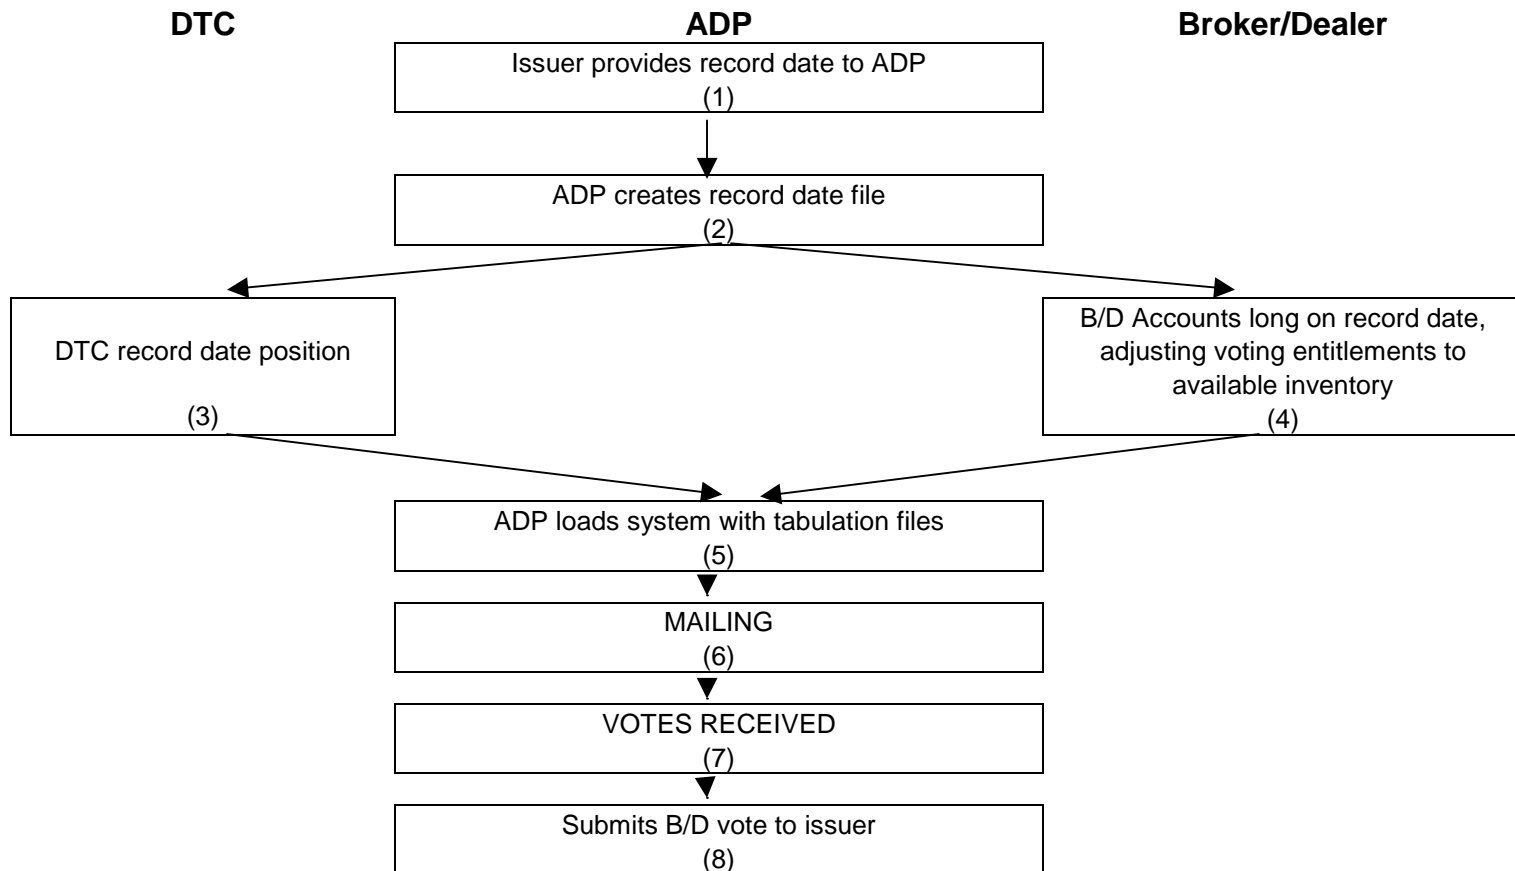 DTC
ADP
Broker/Dealer
Issuer provides record date to ADP
(1)
ADP creates record date file
(2)
DTC record date position
(3)
B/D Accounts long on record date,
adjusting voting entitlements to
available inventory
(4)
ADP loads system with tabulation files
(5)
MAILING
(6)
VOTES RECEIVED
(7)
Submits B/D vote to issuer
(8)